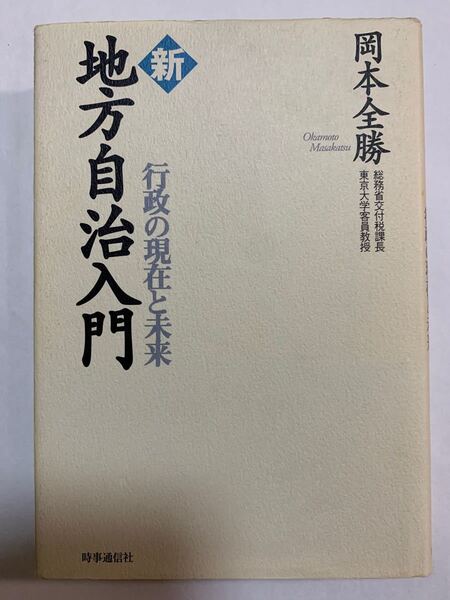 岡本全勝
Okamoto
Masakatsu
総務省交付税課長
東京大学客員教授
新
地方自治入門
行政の現在と未来
時事通信社